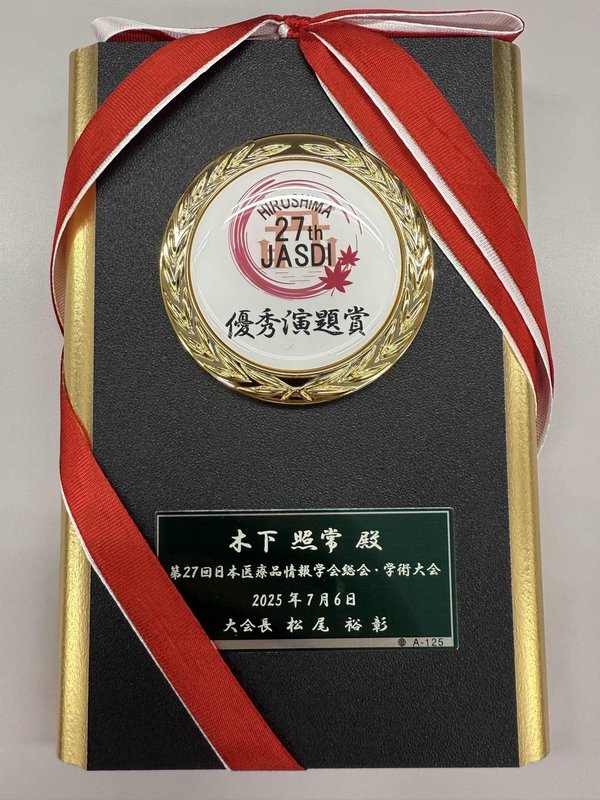 HIROSHIMA
27th
JASDI
優秀演題賞
木下 照常 殿
第27回日本医療品情報学会総会・学術大会
2025年7月6日
大会長 松尾 裕彰
A-125